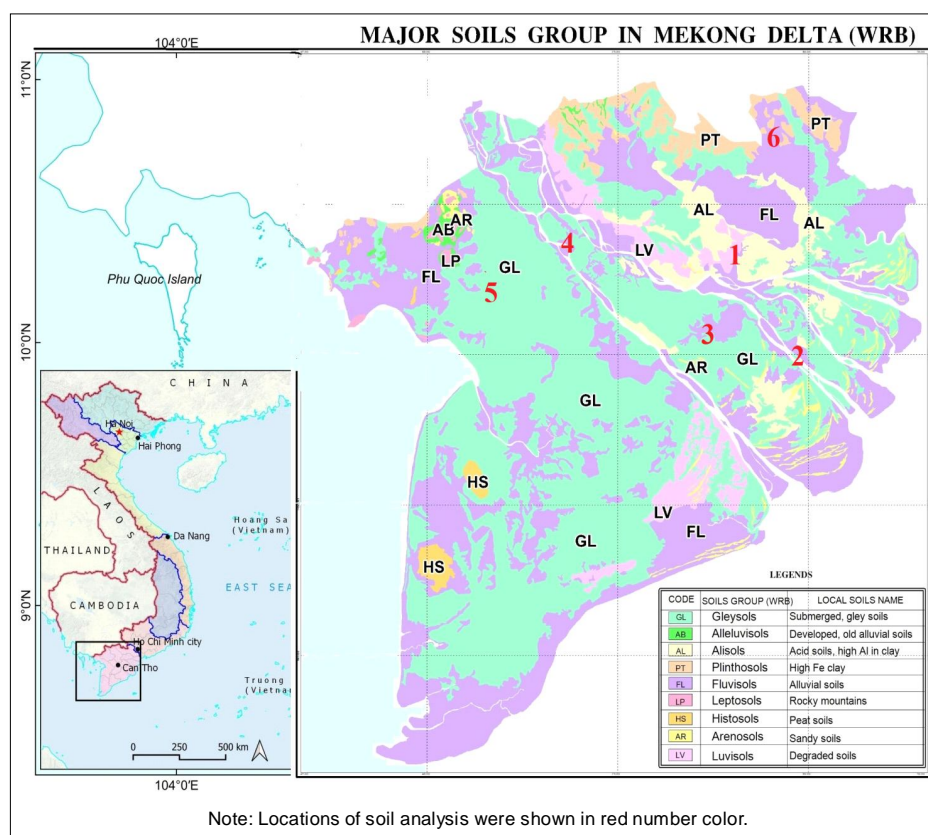 MAJOR SOILS GROUP IN MEKONG DELTA (WRB)
104°0′E
11°0′N
10°0′N
9°0′N
104°0′E
Phu Quoc Island
PT
PT
6
AL
FL
AL
AR
AB
LP
FL
GL
5
4
LV
1
3
2
GL
AR
GL
HS
LV
FL
GL
HS
CHINA
Ha Noi
Hai Phong
LAOS
Hoang Sa
(Vietnam)
THAILAND
Da Nang
CAMBODIA
EAST SEA
Ho Chi Minh city
Can Tho
Truong
(Vietnam)
0 250 500 km
LEGENDS
CODE SOILS GROUP (WRB) LOCAL SOILS NAME
GL Gleysols Submerged, gley soils
AB Alleluvisols Developed, old alluvial soils
AL Alisols Acid soils, high Al in clay
PT Plinthosols High Fe clay
FL Fluvisols Alluvial soils
LP Leptosols Rocky mountains
HS Histosols Peat soils
AR Arenosols Sandy soils
LV Luvisols Degraded soils
Note: Locations of soil analysis were shown in red number color.